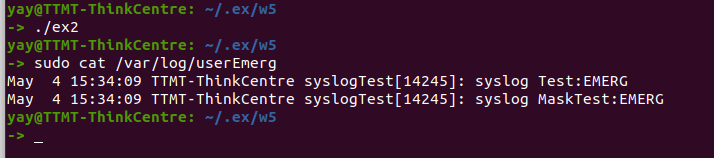 yay@TTMT-ThinkCentre: ~/.ex/w5
-> ./ex2
yay@TTMT-ThinkCentre: ~/.ex/w5
-> sudo cat /var/log/userEmerg
May  4 15:34:09 TTMT-ThinkCentre syslogTest[14245]: syslog Test:EMERG
May  4 15:34:09 TTMT-ThinkCentre syslogTest[14245]: syslog MaskTest:EMERG
yay@TTMT-ThinkCentre: ~/.ex/w5
-> _